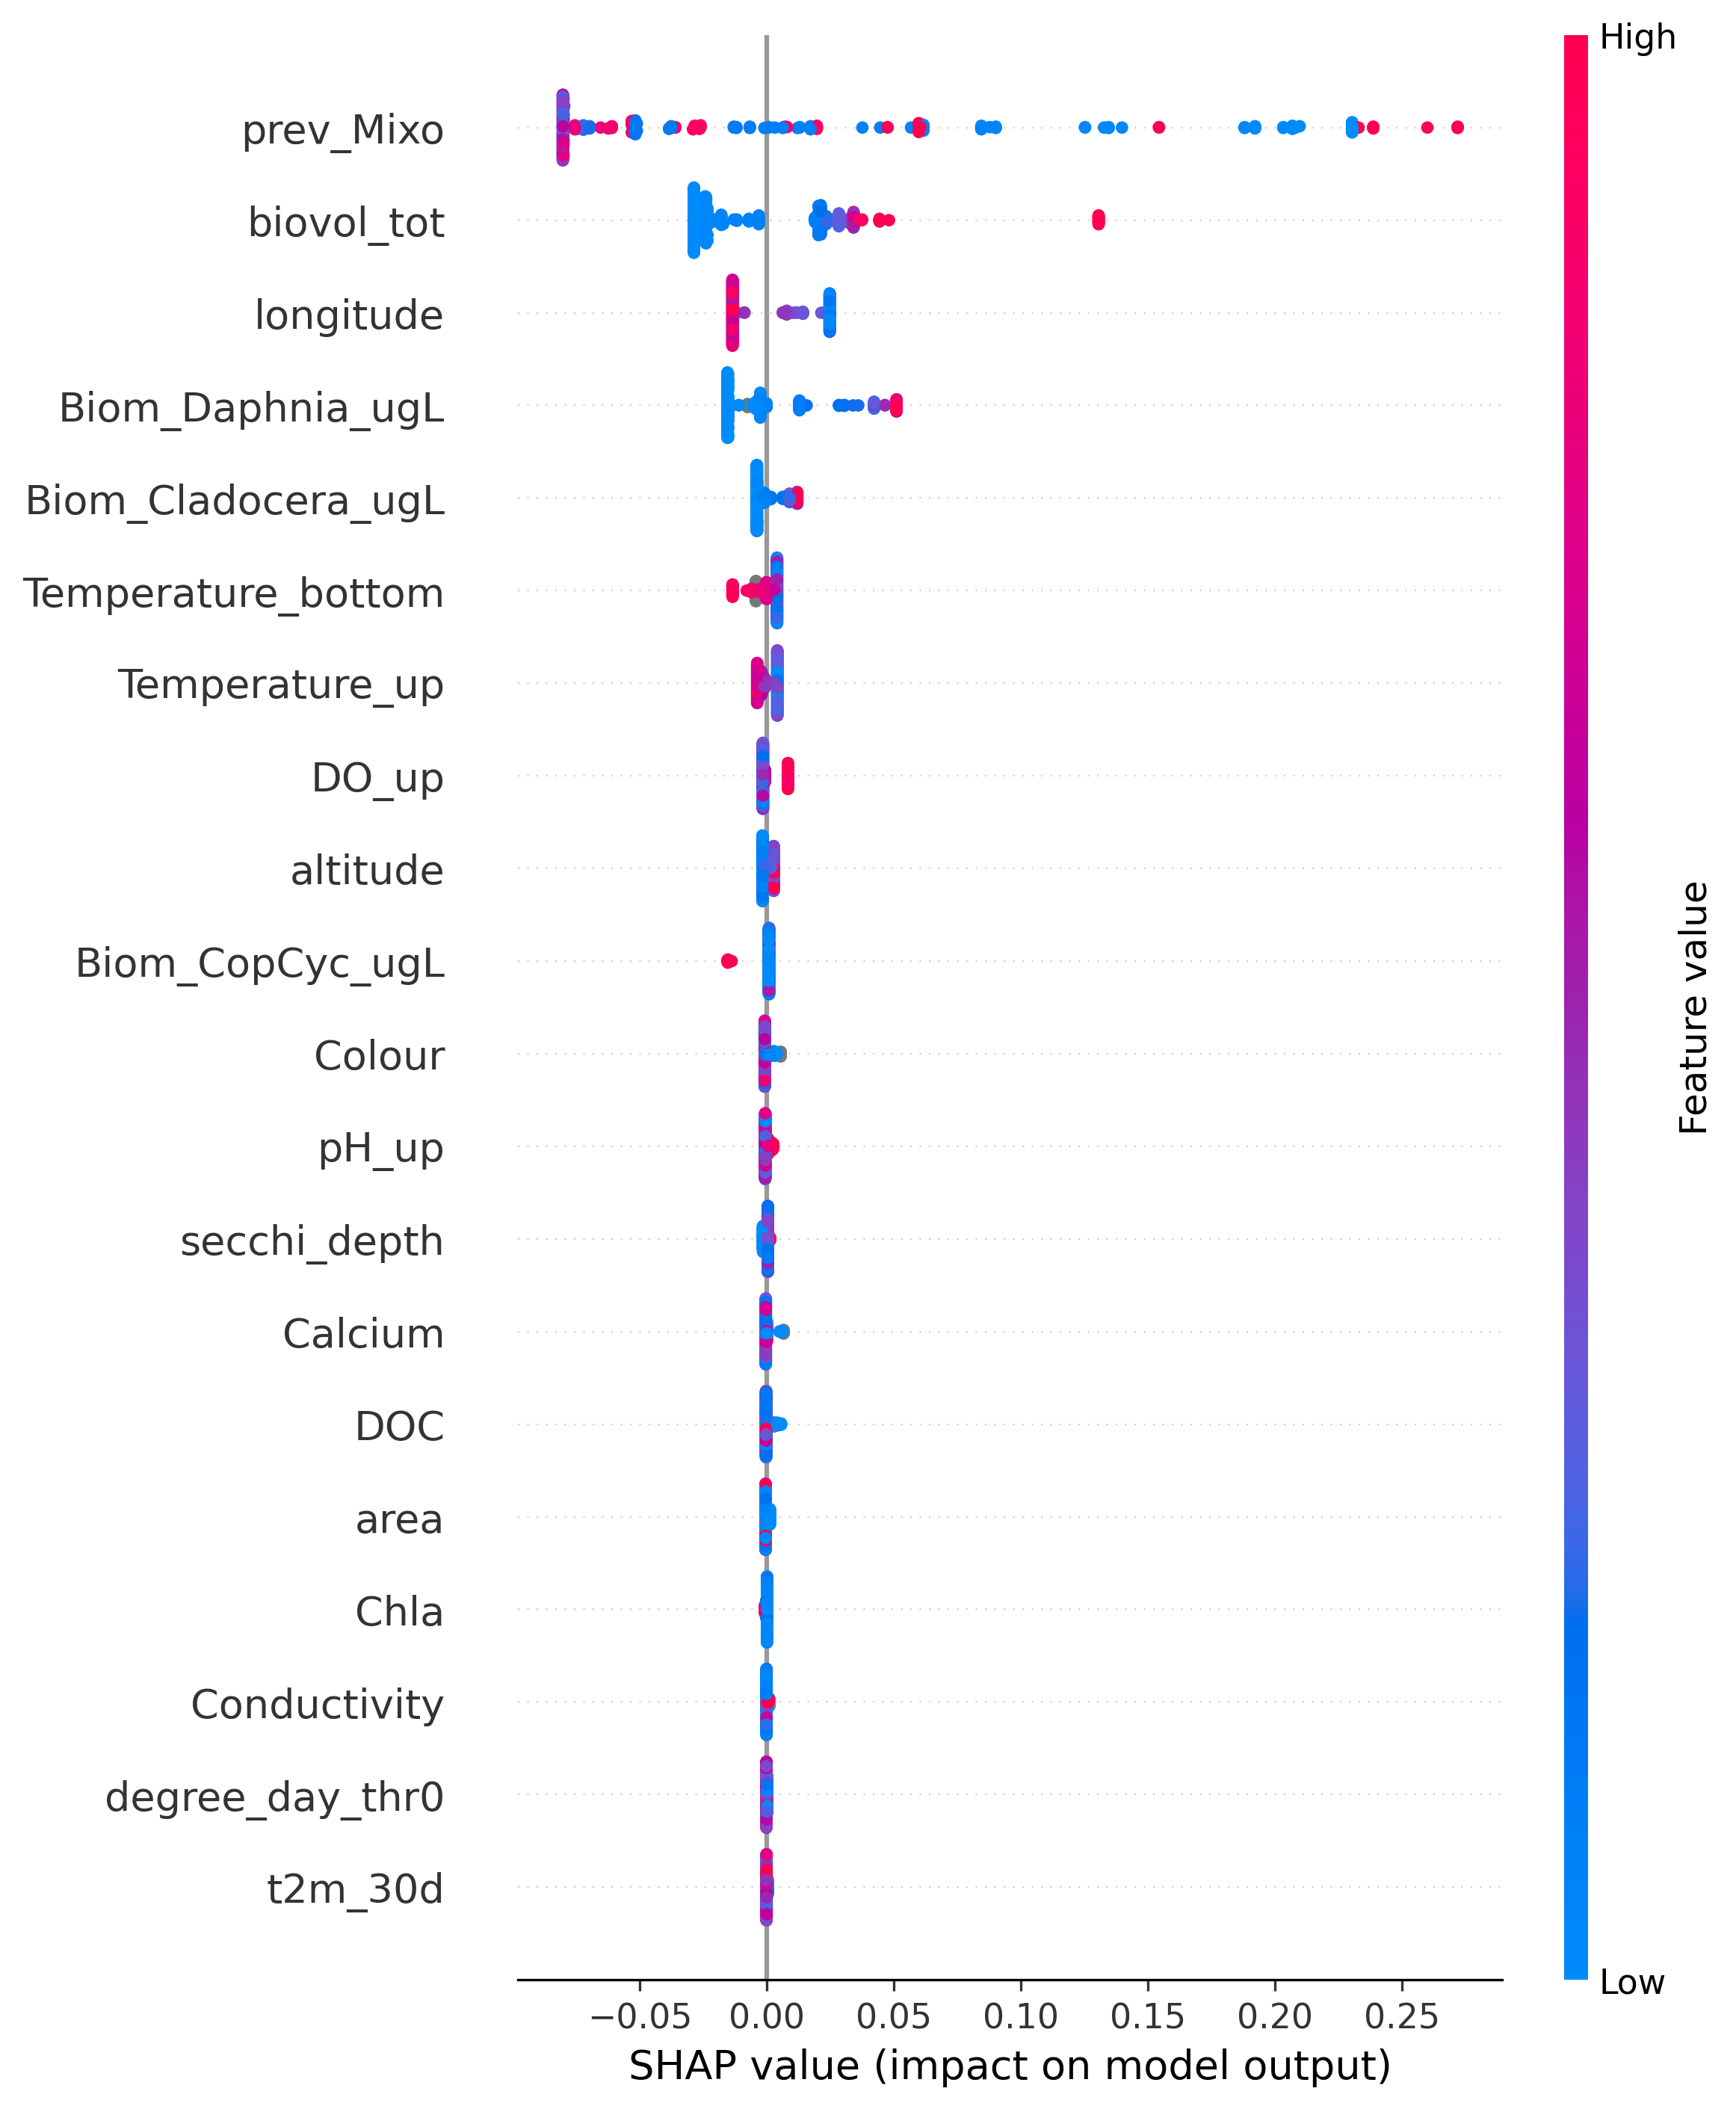 High
prev_Mixo
biovol_tot
longitude
Biom_Daphnia_ugL
Biom_Cladocera_ugL
Temperature_bottom
Temperature_up
DO_up
altitude
Biom_CopCyc_ugL
Colour
pH_up
secchi_depth
Calcium
DOC
area
Chla
Conductivity
degree_day_thr0
t2m_30d
Feature value
Low
−0.05 0.00 0.05 0.10 0.15 0.20 0.25
SHAP value (impact on model output)